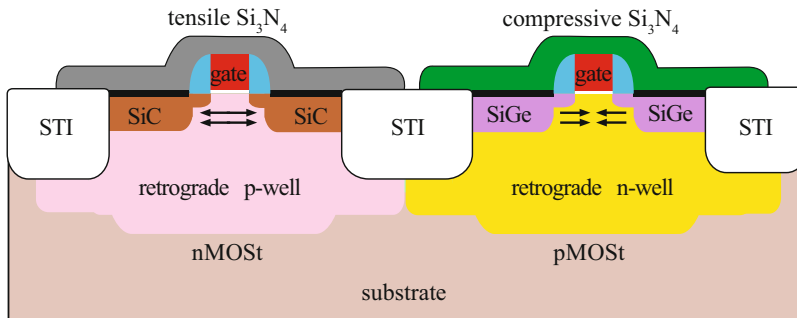 tensile Si₃N₄
compressive Si₃N₄
gate
gate
STI
SiC
SiC
STI
SiGe
SiGe
STI
retrograde p-well
retrograde n-well
nMOSt
pMOSt
substrate